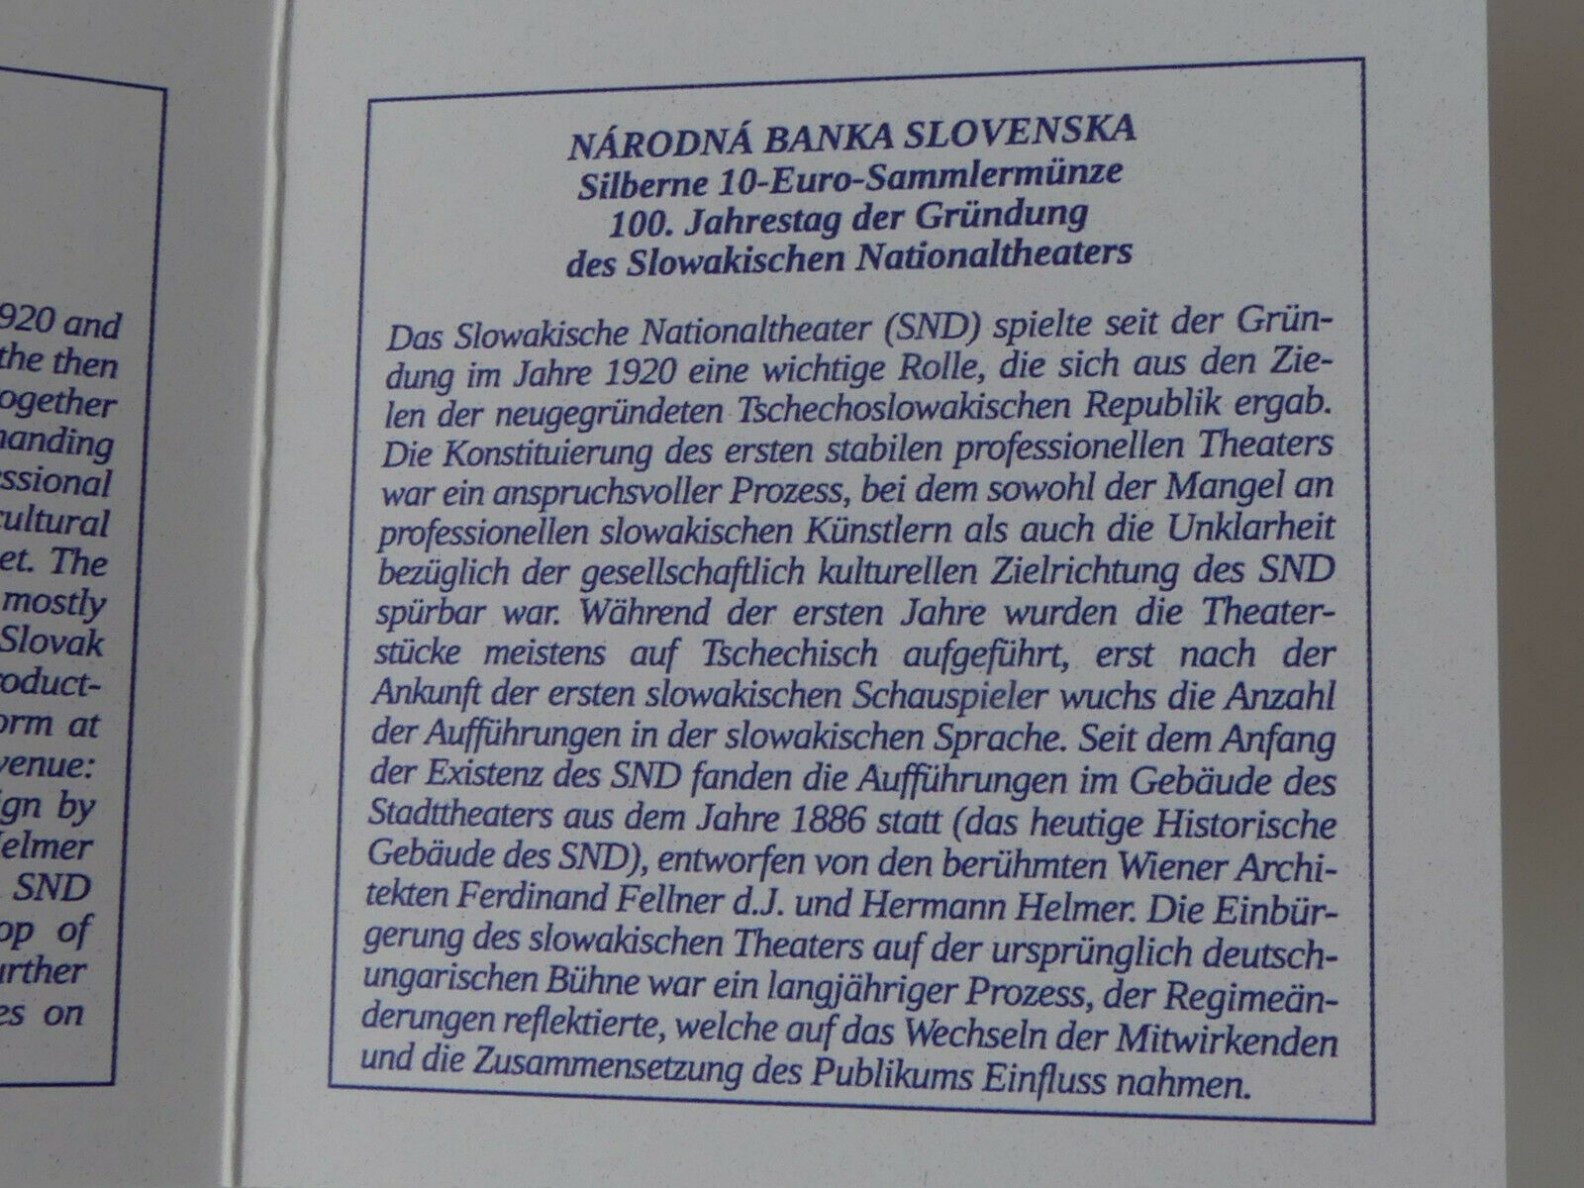 920 and
the then
ogether
manding
ssional
cultural
et. The
mostly
Slovak
oduct-
orm at
venue:
ign by
Helmer
SND
op of
urther
es on
NÁRODNÁ BANKA SLOVENSKA
Silberne 10-Euro-Sammlermünze
100. Jahrestag der Gründung
des Slowakischen Nationaltheaters
Das Slowakische Nationaltheater (SND) spielte seit der Grün-
dung im Jahre 1920 eine wichtige Rolle, die sich aus den Zie-
len der neugegründeten Tschechoslowakischen Republik ergab.
Die Konstituierung des ersten stabilen professionellen Theaters
war ein anspruchsvoller Prozess, bei dem sowohl der Mangel an
professionellen slowakischen Künstlern als auch die Unklarheit
bezüglich der gesellschaftlich kulturellen Zielrichtung des SND
spürbar war. Während der ersten Jahre wurden die Theater-
stücke meistens auf Tschechisch aufgeführt, erst nach der
Ankunft der ersten slowakischen Schauspieler wuchs die Anzahl
der Aufführungen in der slowakischen Sprache. Seit dem Anfang
der Existenz des SND fanden die Aufführungen im Gebäude des
Stadttheaters aus dem Jahre 1886 statt (das heutige Historische
Gebäude des SND), entworfen von den berühmten Wiener Archi-
tekten Ferdinand Fellner d.J. und Hermann Helmer. Die Einbür-
gerung des slowakischen Theaters auf der ursprünglich deutsch-
ungarischen Bühne war ein langjähriger Prozess, der Regimeän-
derungen reflektierte, welche auf das Wechseln der Mitwirkenden
und die Zusammensetzung des Publikums Einfluss nahmen.